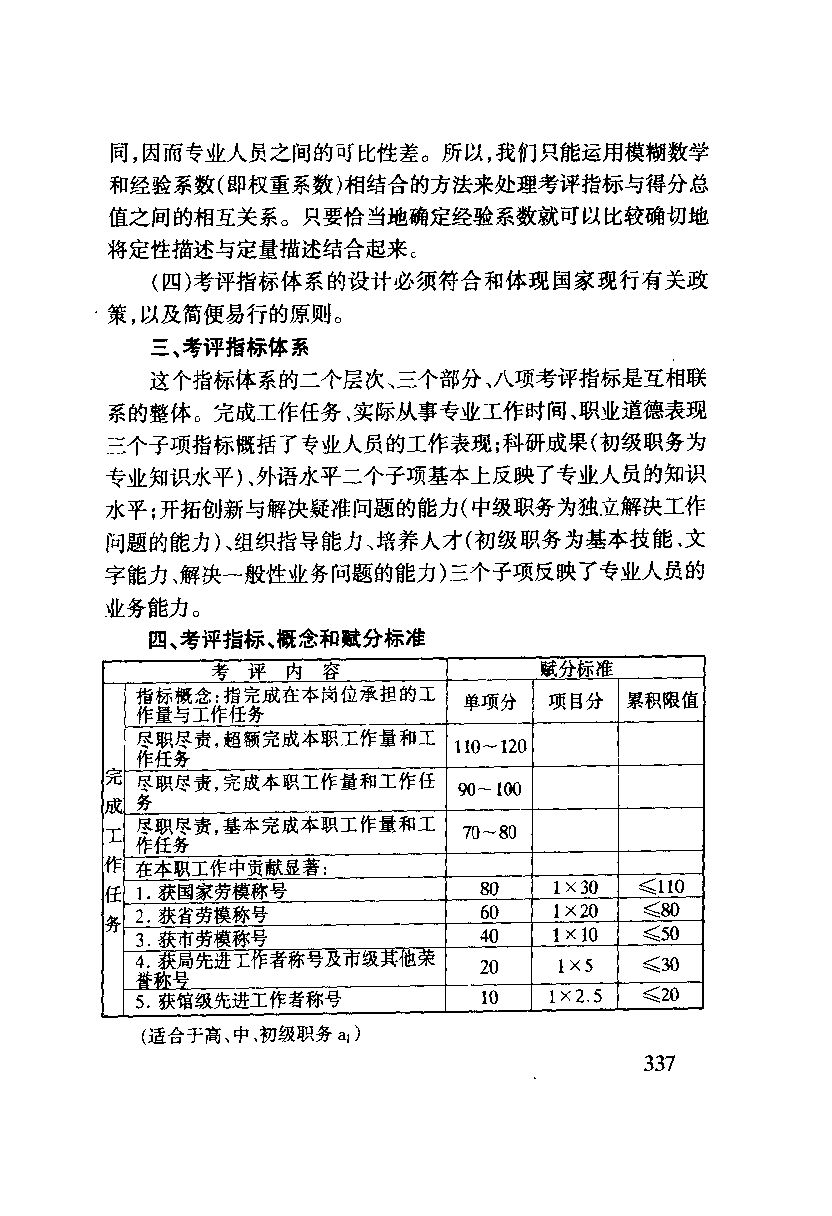 同,因而专业人员之间的可比性差。所以,我们只能运用模糊数学
和经验系数(即权重系数)相结合的方法来处理考评指标与得分总
值之间的相互关系。只要恰当地确定经验系数就可以比较确切地
将定性描述与定量描述结合起来。
(四)考评指标体系的设计必须符合和体现国家现行有关政
策,以及简便易行的原则。
三、考评指标体系
这个指标体系的二个层次、三个部分、八项考评指标是互相联
系的整体。完成工作任务、实际从事专业工作时间、职业道德表现
三个子项指标概括了专业人员的工作表现;科研成果(初级职务为
专业知识水平)、外语水平二个子项基本上反映了专业人员的知识
水平;开拓创新与解决疑准问题的能力(中级职务为独立解决工作
问题的能力)、组织指导能力、培养人才(初级职务为基本技能、文
字能力、解决一般性业务问题的能力)三个子项反映了专业人员的
业务能力。
四、考评指标、概念和赋分标准
考评内容 赋分标准
完成工作任务
指标概念:指完成在本岗位承担的工 单项分 项目分 累积限值
作量与工作任务
尽职尽责,超额完成本职工作量和工 110~120
作任务
尽职尽责,完成本职工作量和工作任 90~100
务
尽职尽责,基本完成本职工作量和工 70~80
作任务
在本职工作中贡献显著:
1. 获国家劳模称号 80 1×30 ≤110
2. 获省劳模称号 60 1×20 ≤80
3. 获市劳模称号 40 1×10 ≤50
4. 获局先进工作者称号及市级其他荣 20 1×5 ≤30
誉称号
5. 获馆级先进工作者称号 10 1×2.5 ≤20
(适合于高、中、初级职务 ai)
337